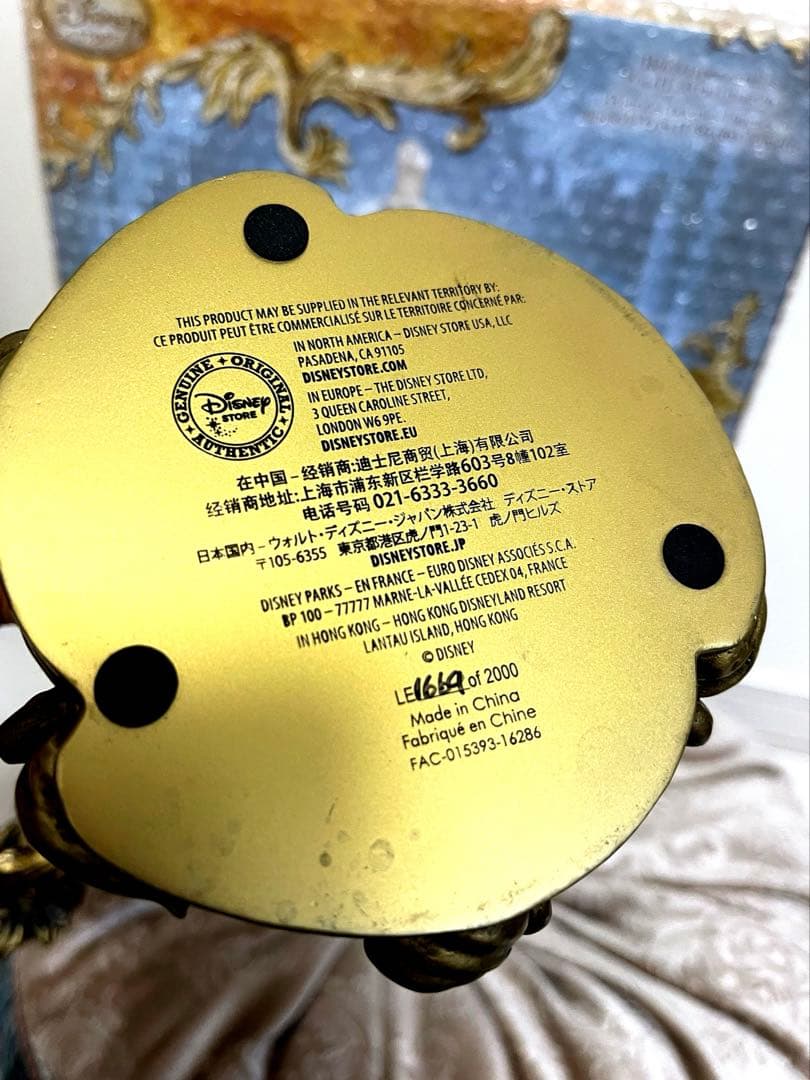 THIS PRODUCT MAY BE SUPPLIED IN THE RELEVANT TERRITORY BY:
CE PRODUIT PEUT ÊTRE COMMERCIALISÉ SUR LE TERRITOIRE CONCERNÉ PAR:
IN NORTH AMERICA – DISNEY STORE USA, LLC
PASADENA, CA 91105
DISNEYSTORE.COM
GENUINE ORIGINAL
Disney
STORE
AUTHENTIC
IN EUROPE – THE DISNEY STORE LTD,
3 QUEEN CAROLINE STREET,
LONDON W6 9PE.
DISNEYSTORE.EU
在中国 – 经销商:迪士尼商贸(上海)有限公司
经销商地址:上海市浦东新区栏学路603号8幢102室
电话号码 021-6333-3660
日本国内 – ウォルト・ディズニー・ジャパン株式会社 ディズニー・ストア
〒105-6355 東京都港区虎ノ門1-23-1 虎ノ門ヒルズ
DISNEYSTORE.JP
DISNEY PARKS – EN FRANCE – EURO DISNEY ASSOCIÉS S.C.A.
BP 100 – 77777 MARNE-LA-VALLÉE CEDEX 04, FRANCE
IN HONG KONG – HONG KONG DISNEYLAND RESORT
LANTAU ISLAND, HONG KONG
© DISNEY
LE 1669 of 2000
Made in China
Fabriqué en Chine
FAC-015393-16286